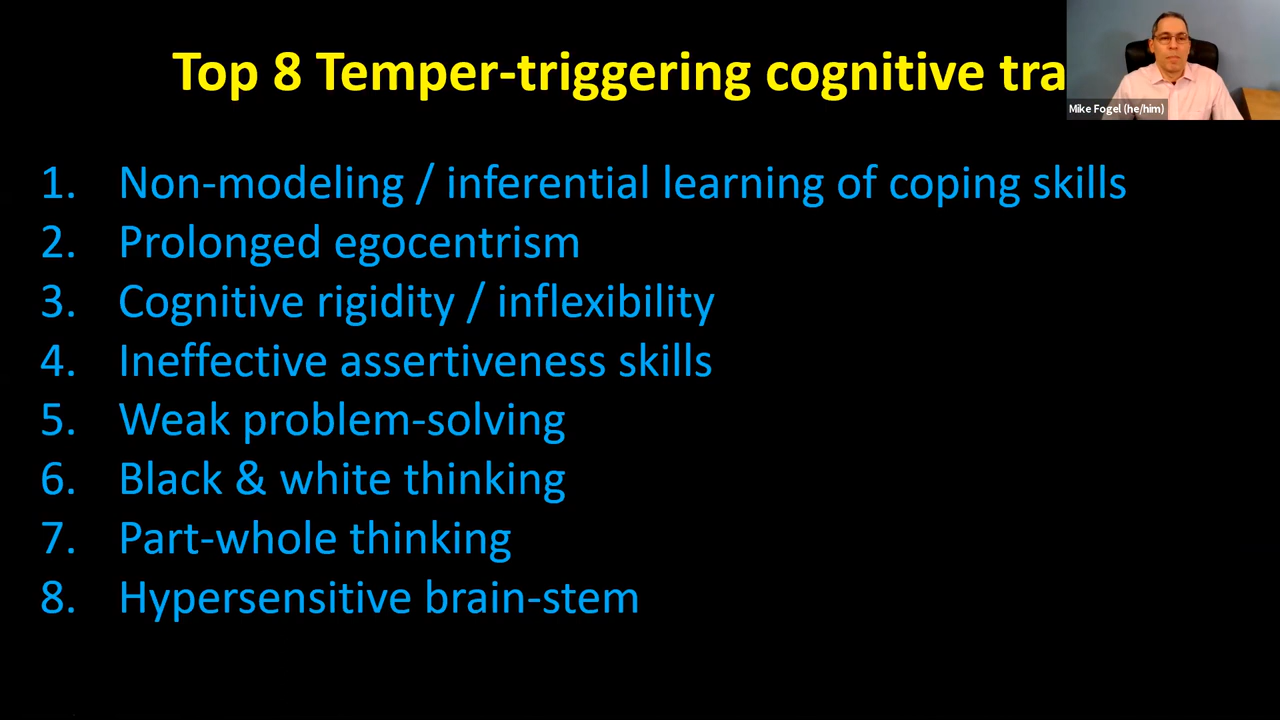 Top 8 Temper-triggering cognitive tra
Mike Fogel (he/him)
1. Non-modeling / inferential learning of coping skills
2. Prolonged egocentrism
3. Cognitive rigidity / inflexibility
4. Ineffective assertiveness skills
5. Weak problem-solving
6. Black & white thinking
7. Part-whole thinking
8. Hypersensitive brain-stem